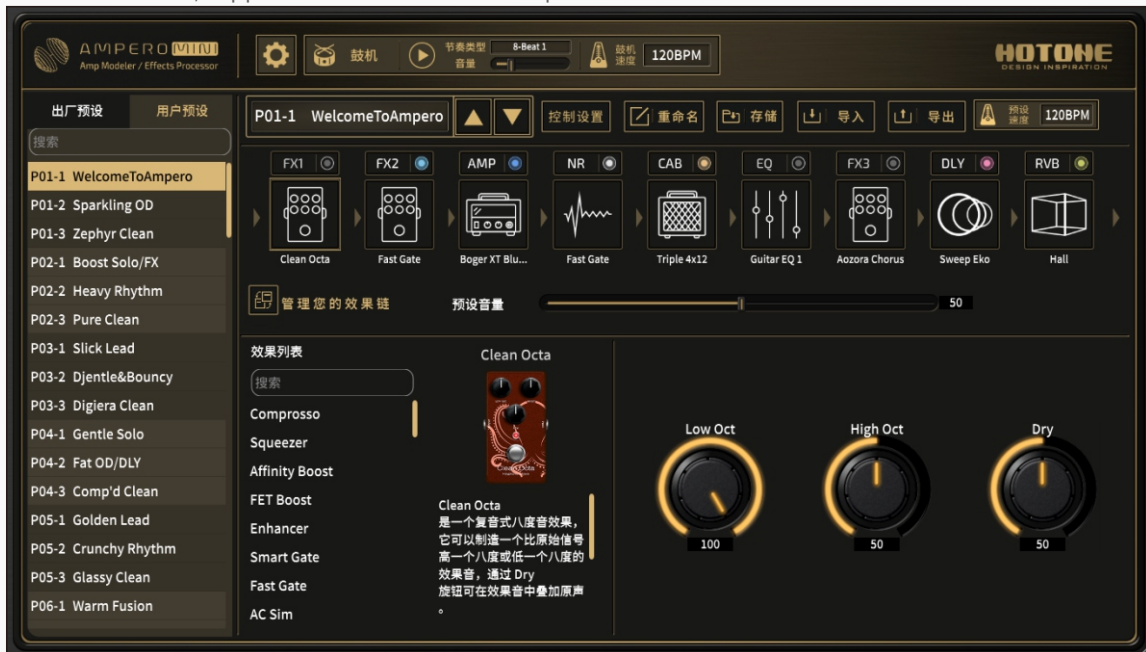 AMPERO MINI
Amp Modeler / Effects Processor
鼓机
节奏类型
8-Beat 1
音量
鼓机
速度
120BPM
HOTONE
DESIGN INSPIRATION
出厂预设
用户预设
搜索
P01-1 WelcomeToAmpero
P01-2 Sparkling OD
P01-3 Zephyr Clean
P02-1 Boost Solo/FX
P02-2 Heavy Rhythm
P02-3 Pure Clean
P03-1 Slick Lead
P03-2 Djentle&Bouncy
P03-3 Digiera Clean
P04-1 Gentle Solo
P04-2 Fat OD/DLY
P04-3 Comp'd Clean
P05-1 Golden Lead
P05-2 Crunchy Rhythm
P05-3 Glassy Clean
P06-1 Warm Fusion
P01-1 WelcomeToAmpero
控制设置
重命名
存储
导入
导出
预设
速度
120BPM
FX1
FX2
AMP
NR
CAB
EQ
FX3
DLY
RVB
Clean Octa
Fast Gate
Boger XT Blu...
Fast Gate
Triple 4x12
Guitar EQ 1
Aozora Chorus
Sweep Eko
Hall
管理您的效果链
预设音量
50
效果列表
搜索
Comprosso
Squeezer
Affinity Boost
FET Boost
Enhancer
Smart Gate
Fast Gate
AC Sim
Clean Octa
Clean Octa
Clean Octa
是一个复音式八度音效果，
它可以制造一个比原始信号
高一个八度或低一个八度的
效果音，通过 Dry
旋钮可在效果音中叠加原声
。
Low Oct
100
High Oct
50
Dry
50